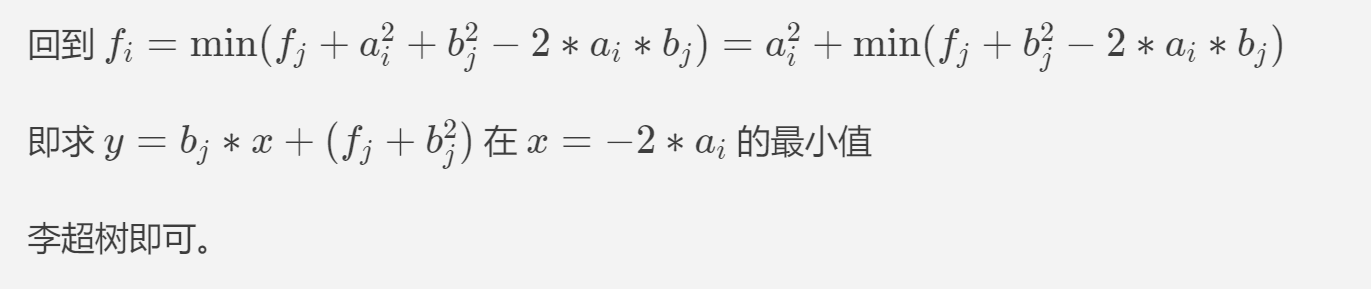 回到 $f_i = \min(f_j + a_i^2 + b_j^2 - 2 * a_i * b_j) = a_i^2 + \min(f_j + b_j^2 - 2 * a_i * b_j)$
即求 $y = b_j * x + (f_j + b_j^2)$ 在 $x = -2 * a_i$ 的最小值
李超树即可。